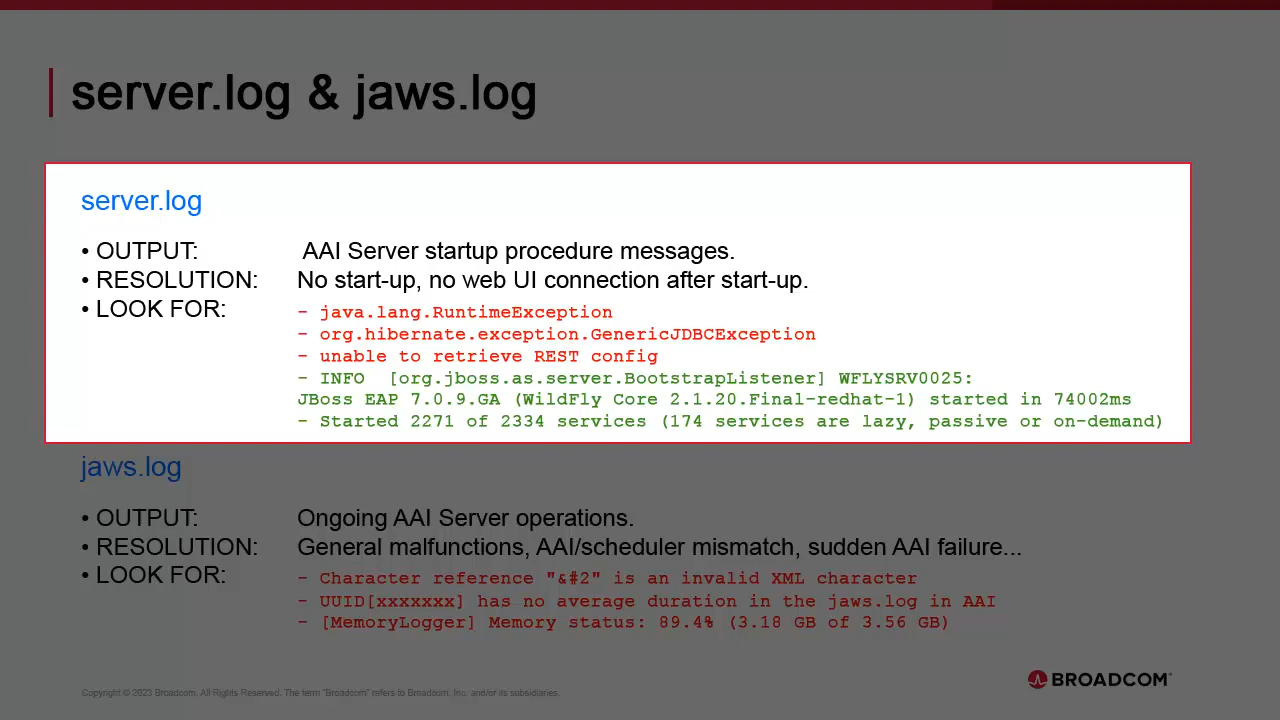 server.log & jaws.log
server.log
• OUTPUT: AAI Server startup procedure messages.
• RESOLUTION: No start-up, no web UI connection after start-up.
• LOOK FOR: - java.lang.RuntimeException
- org.hibernate.exception.GenericJDBCException
- unable to retrieve REST config
- INFO [org.jboss.as.server.BootstrapListener] WFLYSRV0025:
JBoss EAP 7.0.9.GA (WildFly Core 2.1.20.Final-redhat-1) started in 74002ms
- Started 2271 of 2334 services (174 services are lazy, passive or on-demand)
jaws.log
• OUTPUT: Ongoing AAI Server operations.
• RESOLUTION: General malfunctions, AAI/scheduler mismatch, sudden AAI failure...
• LOOK FOR: - Character reference "&#2" is an invalid XML character
- UUID[xxxxxxx] has no average duration in the jaws.log in AAI
- [MemoryLogger] Memory status: 89.4% (3.18 GB of 3.56 GB)
Copyright © 2023 Broadcom. All Rights Reserved. The term "Broadcom" refers to Broadcom, Inc. and/or its subsidiaries.
BROADCOM